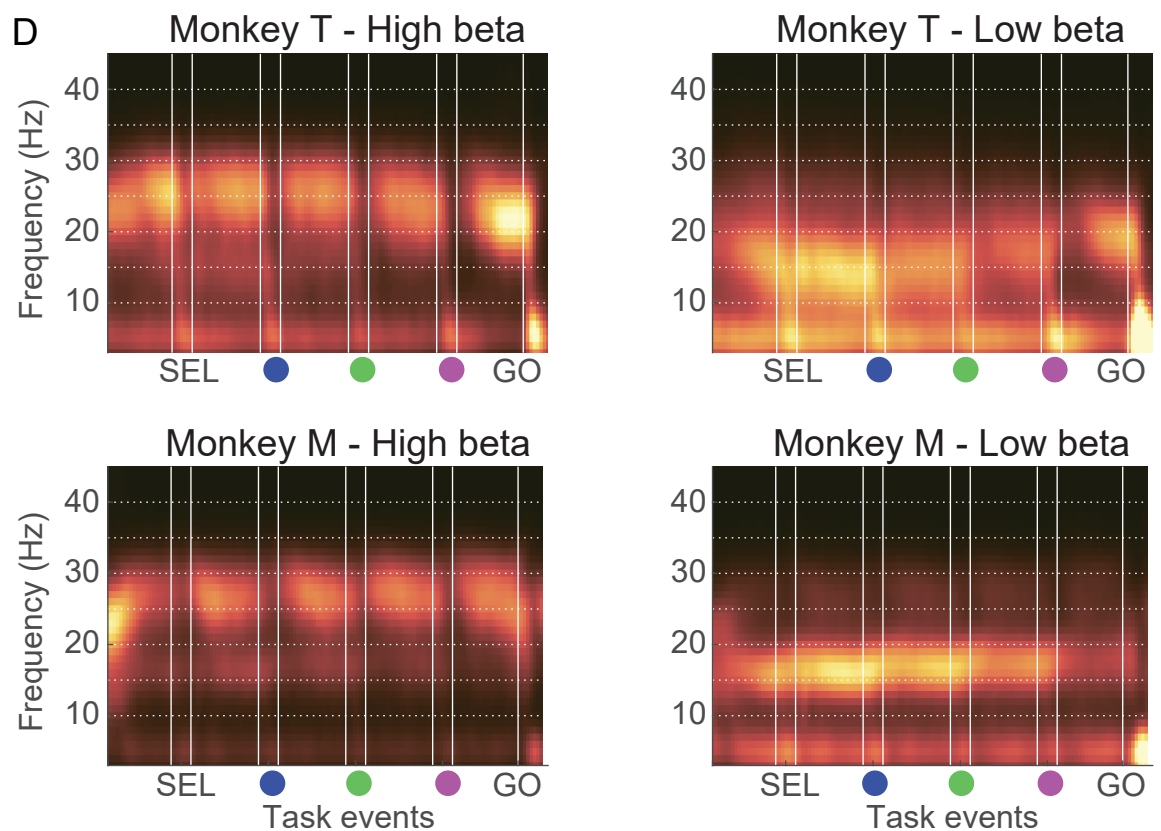 D
Monkey T - High beta
Monkey T - Low beta
Frequency (Hz)
40
30
20
10
SEL
GO
40
30
20
10
SEL
GO
Monkey M - High beta
Monkey M - Low beta
Frequency (Hz)
40
30
20
10
SEL
GO
Task events
40
30
20
10
SEL
GO
Task events